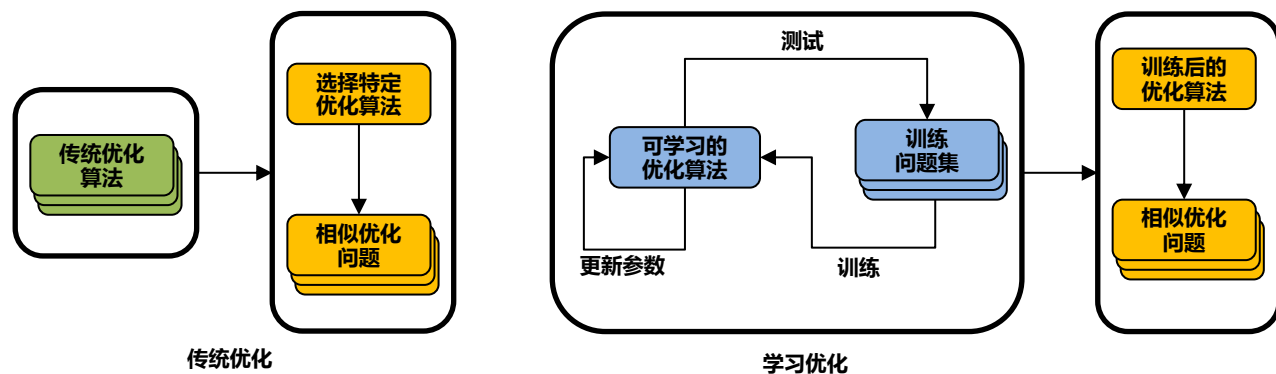 传统优化
算法
选择特定
优化算法
相似优化
问题
传统优化
测试
可学习的
优化算法
训练
问题集
更新参数
训练
训练后的
优化算法
相似优化
问题
学习优化